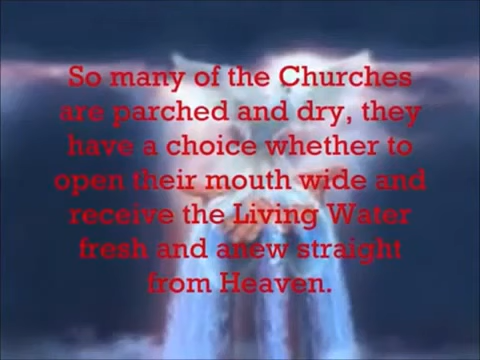 So many of the Churches
are parched and dry, they
have a choice whether to
open their mouth wide and
receive the Living Water
fresh and anew straight
from Heaven.